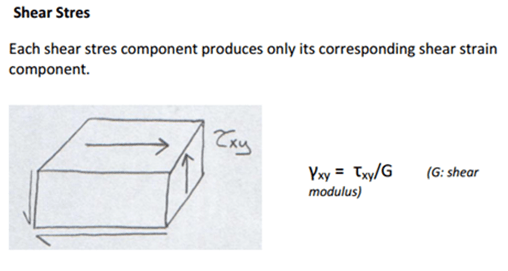 Shear Stres
Each shear stres component produces only its corresponding shear strain
component.
τxy
γxy = τxy/G (G: shear
modulus)